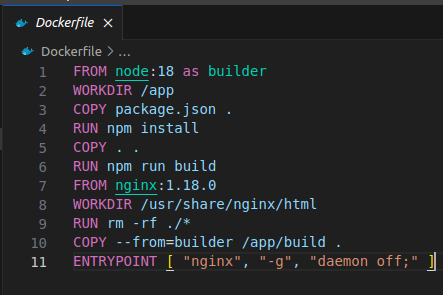 Dockerfile ×
Dockerfile > ...
1 FROM node:18 as builder
2 WORKDIR /app
3 COPY package.json .
4 RUN npm install
5 COPY . .
6 RUN npm run build
7 FROM nginx:1.18.0
8 WORKDIR /usr/share/nginx/html
9 RUN rm -rf ./*
10 COPY --from=builder /app/build .
11 ENTRYPOINT [ "nginx", "-g", "daemon off;" ]